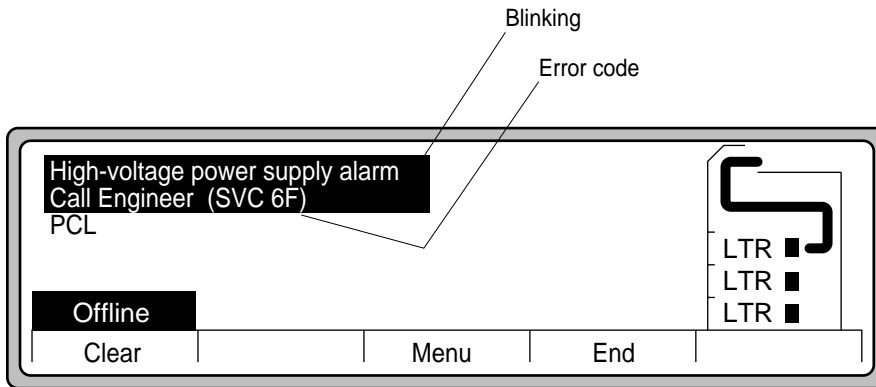 Blinking
Error code
High-voltage power supply alarm
Call Engineer (SVC 6F)
PCL
LTR
LTR
LTR
Offline
Clear
Menu
End